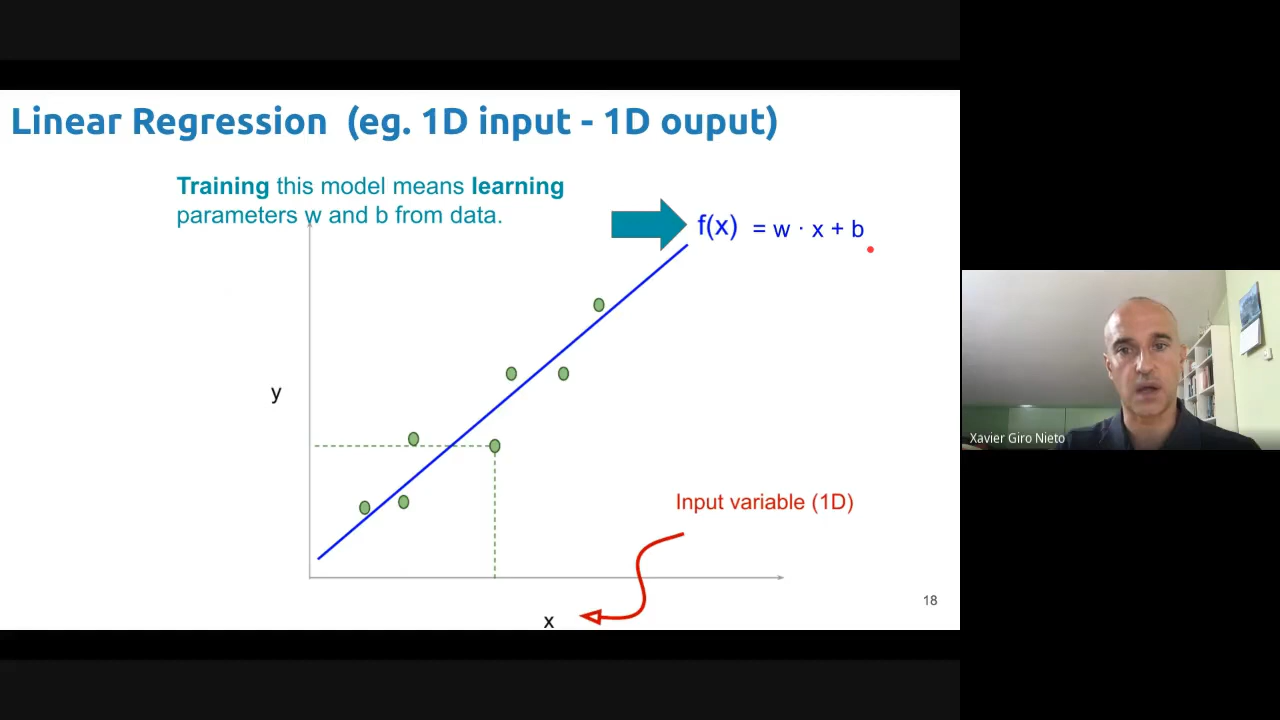 Linear Regression (eg. 1D input - 1D ouput)
Training this model means learning
parameters w and b from data.
f(x) = w · x + b
y
Input variable (1D)
x
18
Xavier Giro Nieto